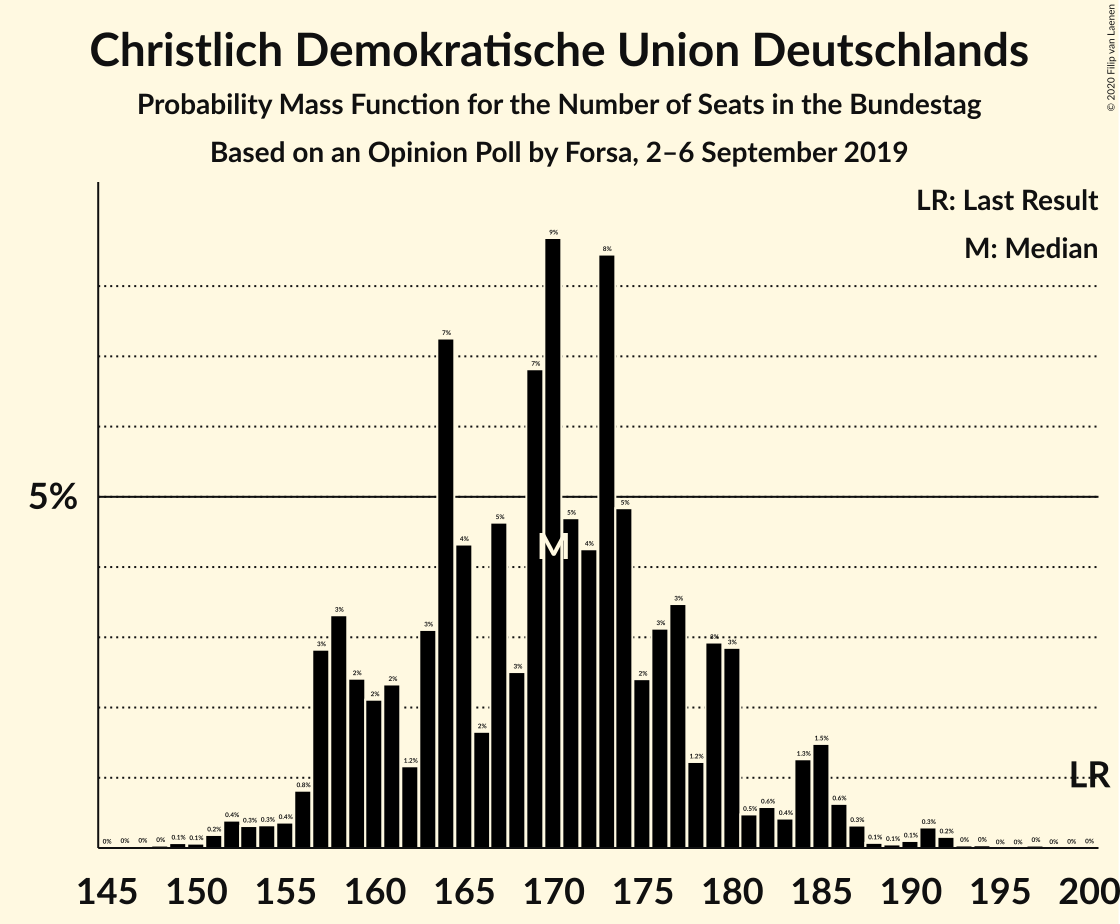 Christlich Demokratische Union Deutschlands
Probability Mass Function for the Number of Seats in the Bundestag
Based on an Opinion Poll by Forsa, 2–6 September 2019
© 2020 Filip van Laenen
LR: Last Result
M: Median
5%
0% 0% 0% 0% 0.1% 0.1% 0.2% 0.4% 0.3% 0.3% 0.4% 0.8% 3% 3% 2% 2% 2% 1.2% 3% 7% 4% 2% 5% 3% 7% 9% 5% 4% 8% 5% 2% 3% 3% 1.2% 3% 3% 0.5% 0.6% 0.4% 1.3% 1.5% 0.6% 0.3% 0.1% 0.1% 0.1% 0.3% 0.2% 0% 0% 0% 0% 0% 0% 0% 0%
M
LR
145 150 155 160 165 170 175 180 185 190 195 200